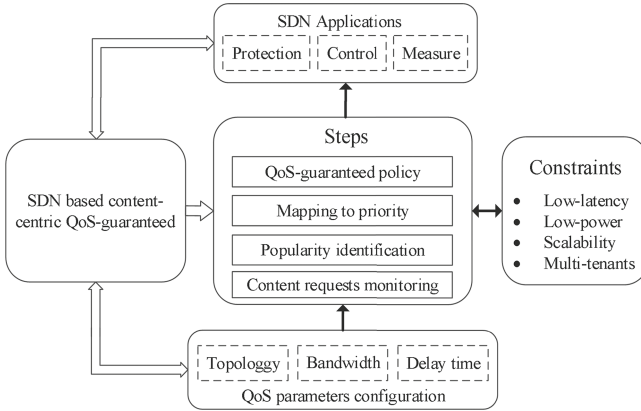 SDN Applications
Protection
Control
Measure
SDN based content-
centric QoS-guaranteed
Steps
QoS-guaranteed policy
Mapping to priority
Popularity identification
Content requests monitoring
Constraints
• Low-latency
• Low-power
• Scalability
• Multi-tenants
Topologgy
Bandwidth
Delay time
QoS parameters configuration